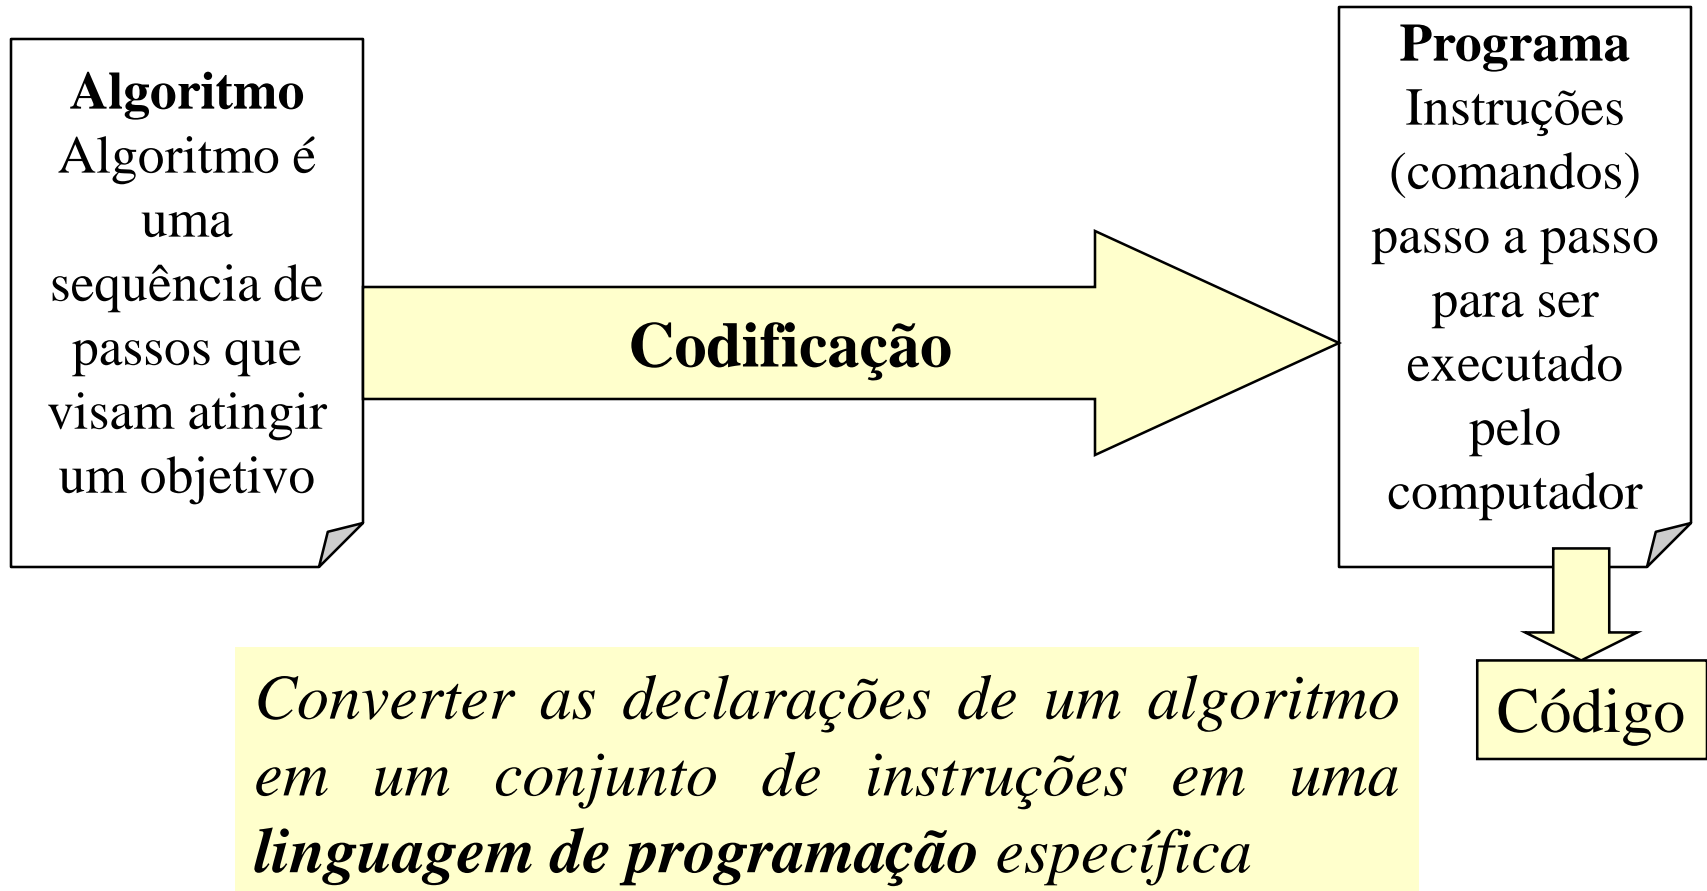 Algoritmo
Algoritmo é
uma
sequência de
passos que
visam atingir
um objetivo
Codificação
Programa
Instruções
(comandos)
passo a passo
para ser
executado
pelo
computador
Código
Converter as declarações de um algoritmo
em um conjunto de instruções em uma
linguagem de programação específica